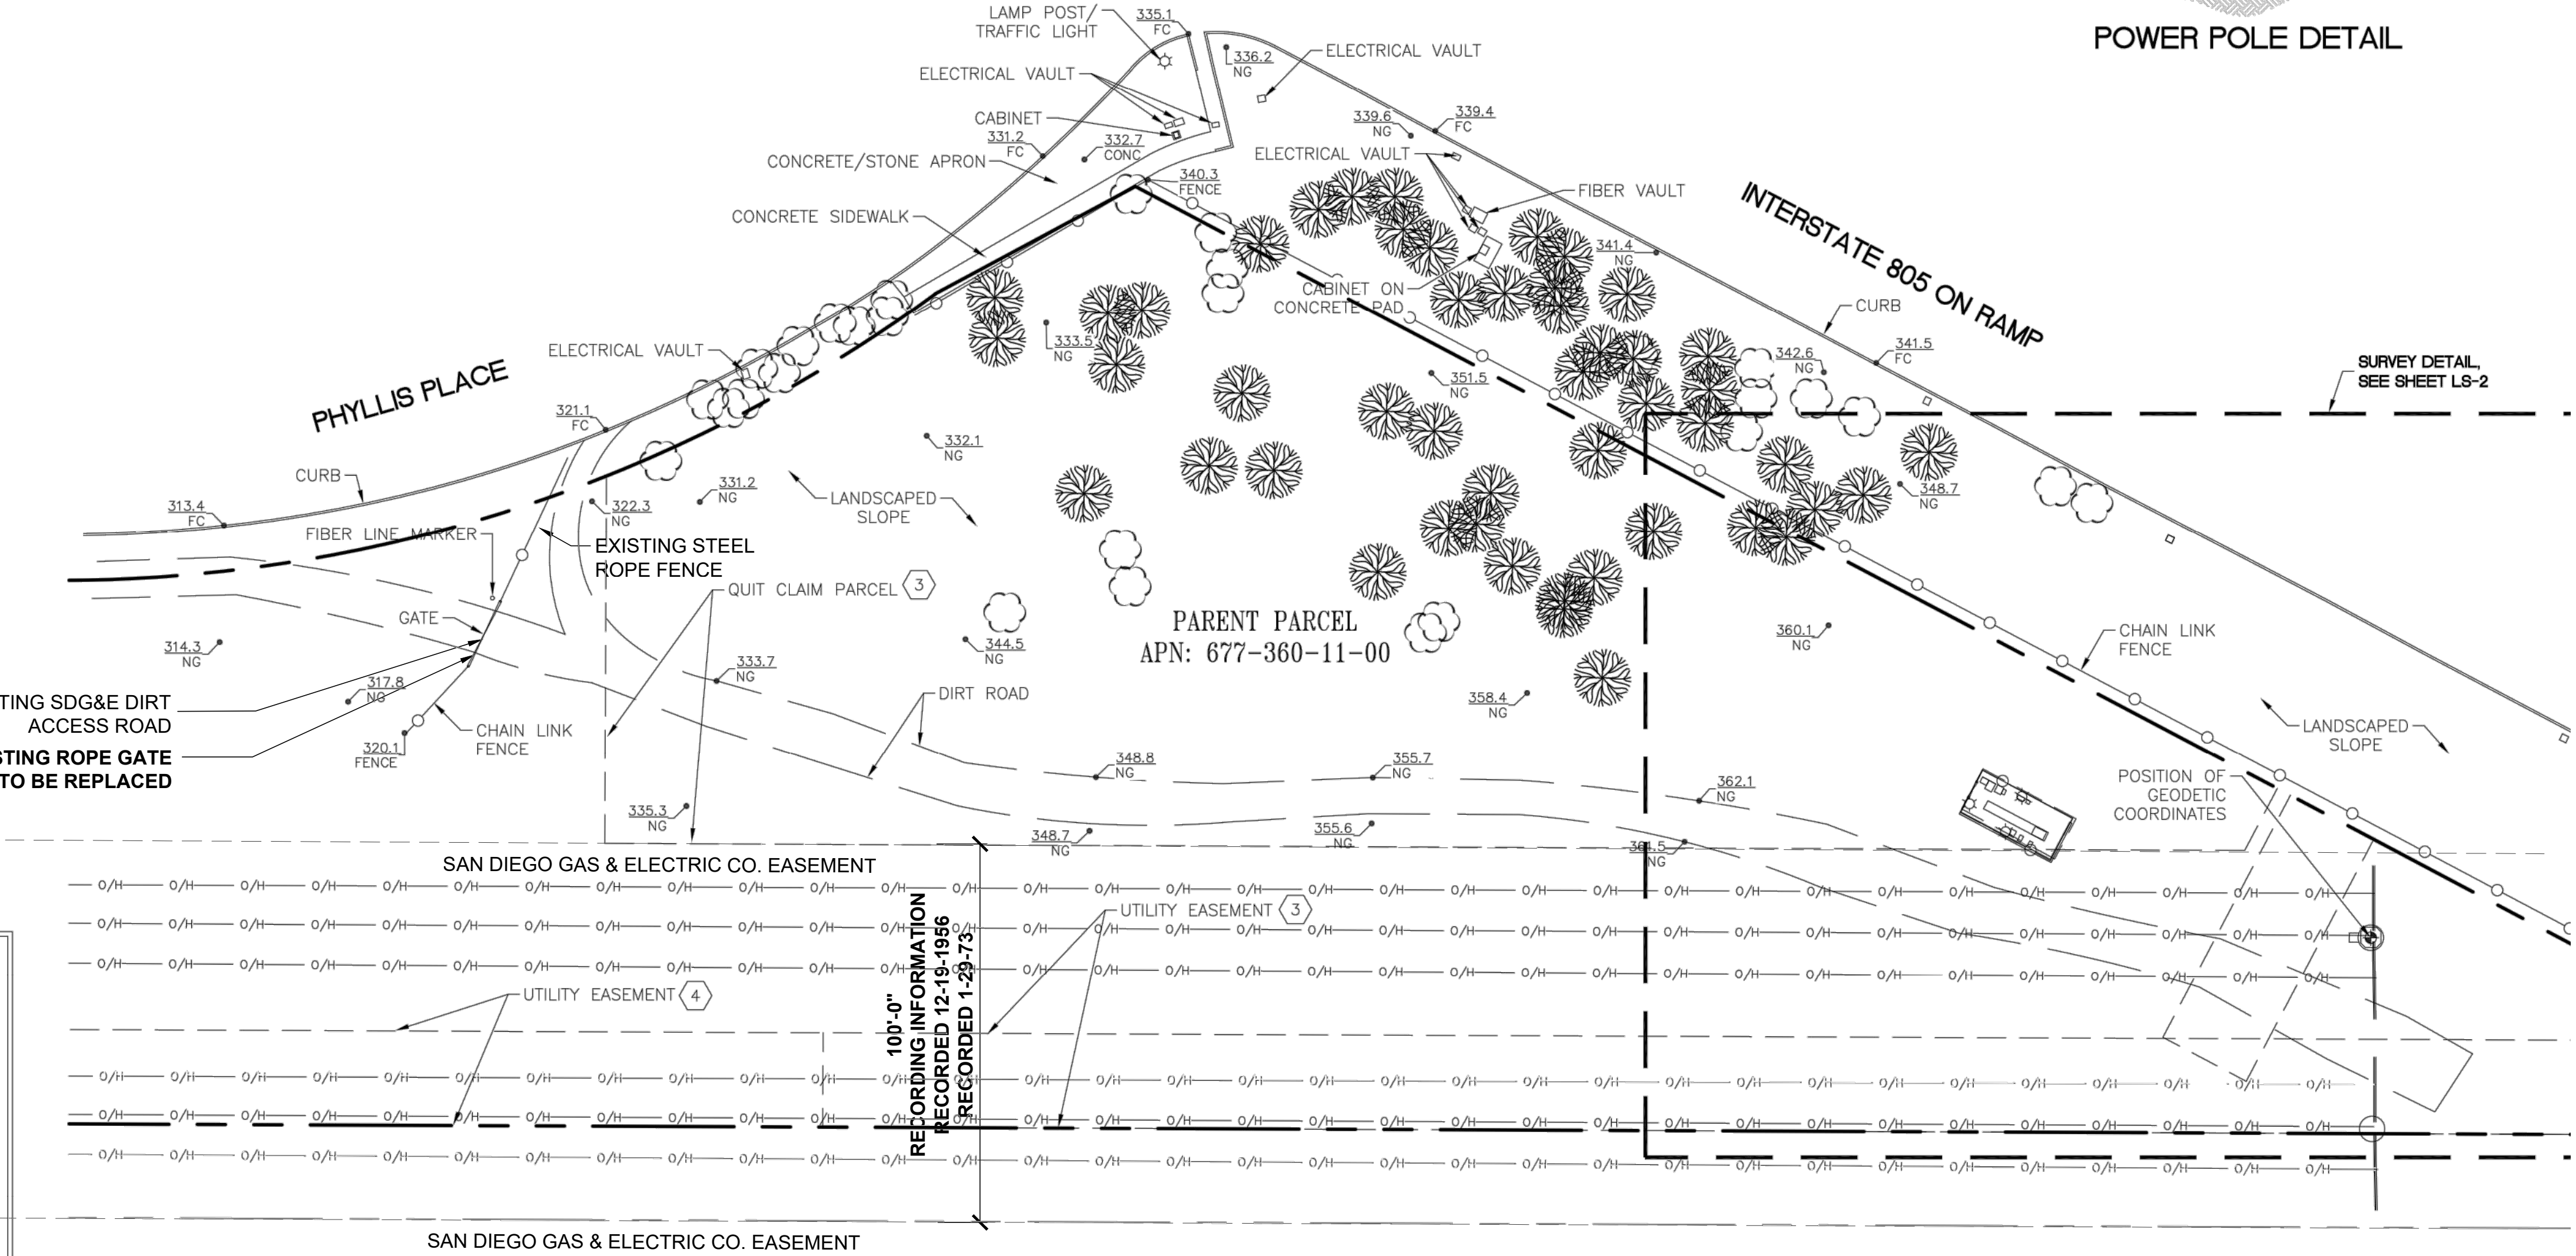 POWER POLE DETAIL
LAMP POST/
TRAFFIC LIGHT
335.1
FC
336.2
NG
ELECTRICAL VAULT
ELECTRICAL VAULT
CABINET
331.2
FC
332.7
CONC
339.6
NG
339.4
FC
CONCRETE/STONE APRON
ELECTRICAL VAULT
340.3
FENCE
FIBER VAULT
CONCRETE SIDEWALK
INTERSTATE 805 ON RAMP
341.4
NG
CABINET ON
CONCRETE PAD
CURB
ELECTRICAL VAULT
333.5
NG
342.6
NG
341.5
FC
SURVEY DETAIL,
SEE SHEET LS-2
PHYLLIS PLACE
351.5
NG
321.1
FC
332.1
NG
CURB
331.2
NG
LANDSCAPED
SLOPE
348.7
NG
313.4
FC
322.3
NG
FIBER LINE MARKER
EXISTING STEEL
ROPE FENCE
QUIT CLAIM PARCEL 3
GATE
PARENT PARCEL
APN: 677-360-11-00
314.3
NG
344.5
NG
360.1
NG
CHAIN LINK
FENCE
333.7
NG
317.8
NG
TING SDG&E DIRT
ACCESS ROAD
DIRT ROAD
358.4
NG
CHAIN LINK
FENCE
320.1
FENCE
STING ROPE GATE
TO BE REPLACED
LANDSCAPED
SLOPE
348.8
NG
355.7
NG
362.1
NG
POSITION OF
GEODETIC
COORDINATES
335.3
NG
348.7
NG
355.6
NG
361.5
NG
SAN DIEGO GAS & ELECTRIC CO. EASEMENT
O/H O/H O/H O/H O/H O/H O/H O/H O/H O/H O/H O/H O/H O/H O/H O/H O/H O/H O/H O/H O/H O/H O/H O/H O/H O/H O/H O/H O/H O/H O/H O/H
UTILITY EASEMENT 3
O/H O/H O/H O/H O/H O/H O/H O/H O/H O/H O/H O/H O/H O/H O/H O/H O/H O/H O/H O/H O/H O/H O/H O/H O/H O/H O/H O/H O/H O/H O/H O/H
O/H O/H O/H O/H O/H O/H O/H O/H O/H O/H O/H O/H O/H O/H O/H O/H O/H O/H O/H O/H O/H O/H O/H O/H O/H O/H O/H O/H O/H O/H O/H O/H
UTILITY EASEMENT 4
100'-0"
RECORDING INFORMATION
RECORDED 12-19-1956
RECORDED 1-29-73
O/H O/H O/H O/H O/H O/H O/H O/H O/H O/H O/H O/H O/H O/H O/H O/H O/H O/H O/H O/H O/H O/H O/H O/H O/H O/H O/H O/H O/H O/H O/H O/H
O/H O/H O/H O/H O/H O/H O/H O/H O/H O/H O/H O/H O/H O/H O/H O/H O/H O/H O/H O/H O/H O/H O/H O/H O/H O/H O/H O/H O/H O/H O/H O/H
O/H O/H O/H O/H O/H O/H O/H O/H O/H O/H O/H O/H O/H O/H O/H O/H O/H O/H O/H O/H O/H O/H O/H O/H O/H O/H O/H O/H O/H O/H O/H O/H
SAN DIEGO GAS & ELECTRIC CO. EASEMENT